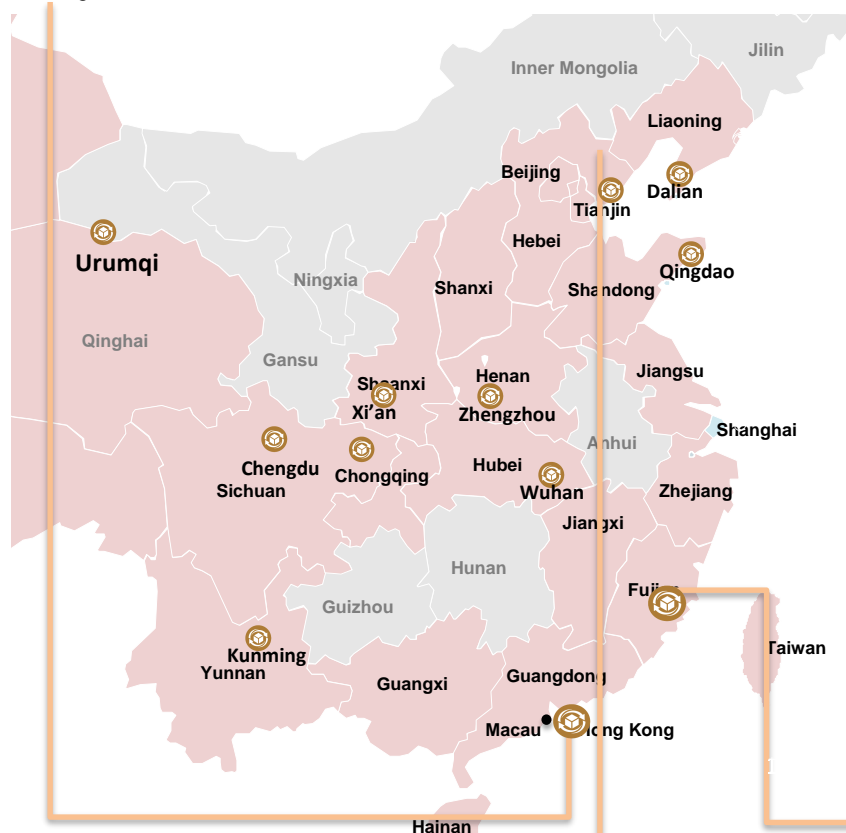 Jilin
Inner Mongolia
Liaoning
Beijing
Dalian
Tianjin
Hebei
Urumqi
Qingdao
Ningxia
Shanxi
Shandong
Qinghai
Gansu
Henan
Jiangsu
Shaanxi
Xi’an
Zhengzhou
Shanghai
Anhui
Chengdu
Chongqing
Hubei
Sichuan
Wuhan
Zhejiang
Jiangxi
Hunan
Guizhou
Kunming
Yunnan
Taiwan
Guangdong
Guangxi
Macau
Hainan